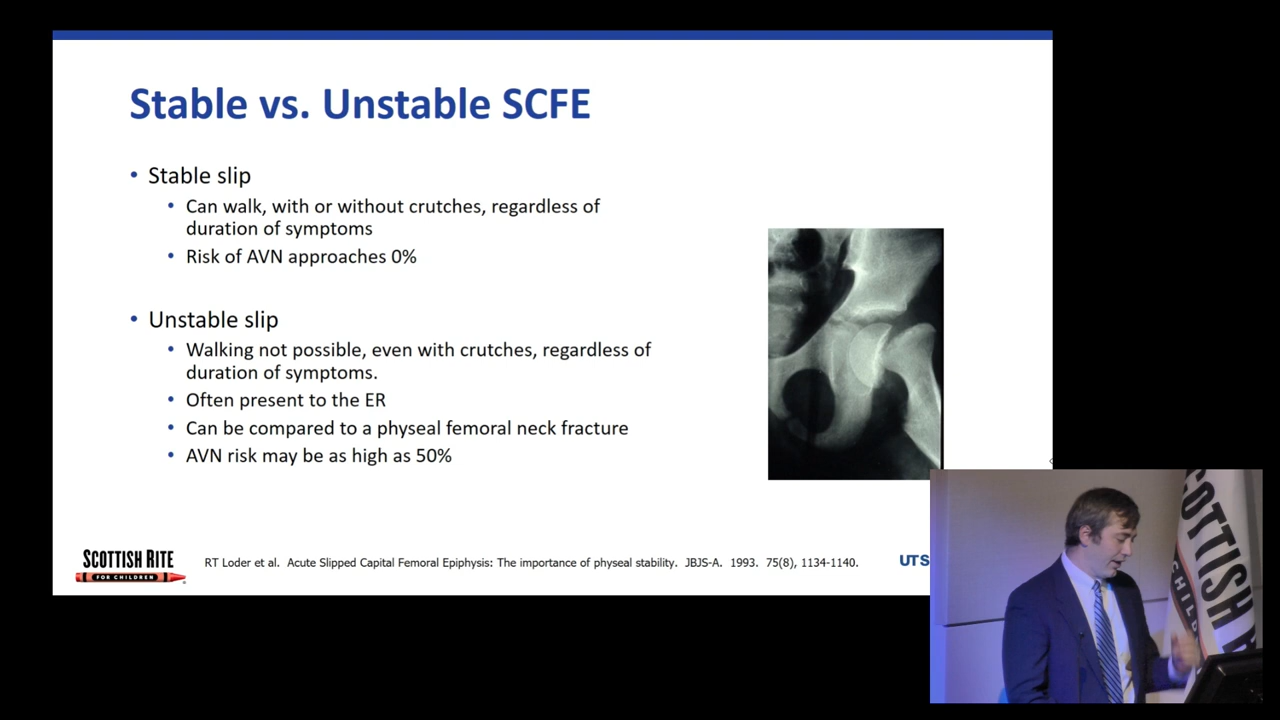 Stable vs. Unstable SCFE
• Stable slip
• Can walk, with or without crutches, regardless of
duration of symptoms
• Risk of AVN approaches 0%
• Unstable slip
• Walking not possible, even with crutches, regardless of
duration of symptoms.
• Often present to the ER
• Can be compared to a physeal femoral neck fracture
• AVN risk may be as high as 50%
SCOTTISH RITE
FOR CHILDREN
RT Loder et al. Acute Slipped Capital Femoral Epiphysis: The importance of physeal stability. JBJS-A. 1993. 75(8), 1134-1140.
UTS
COTTISH
CHIL